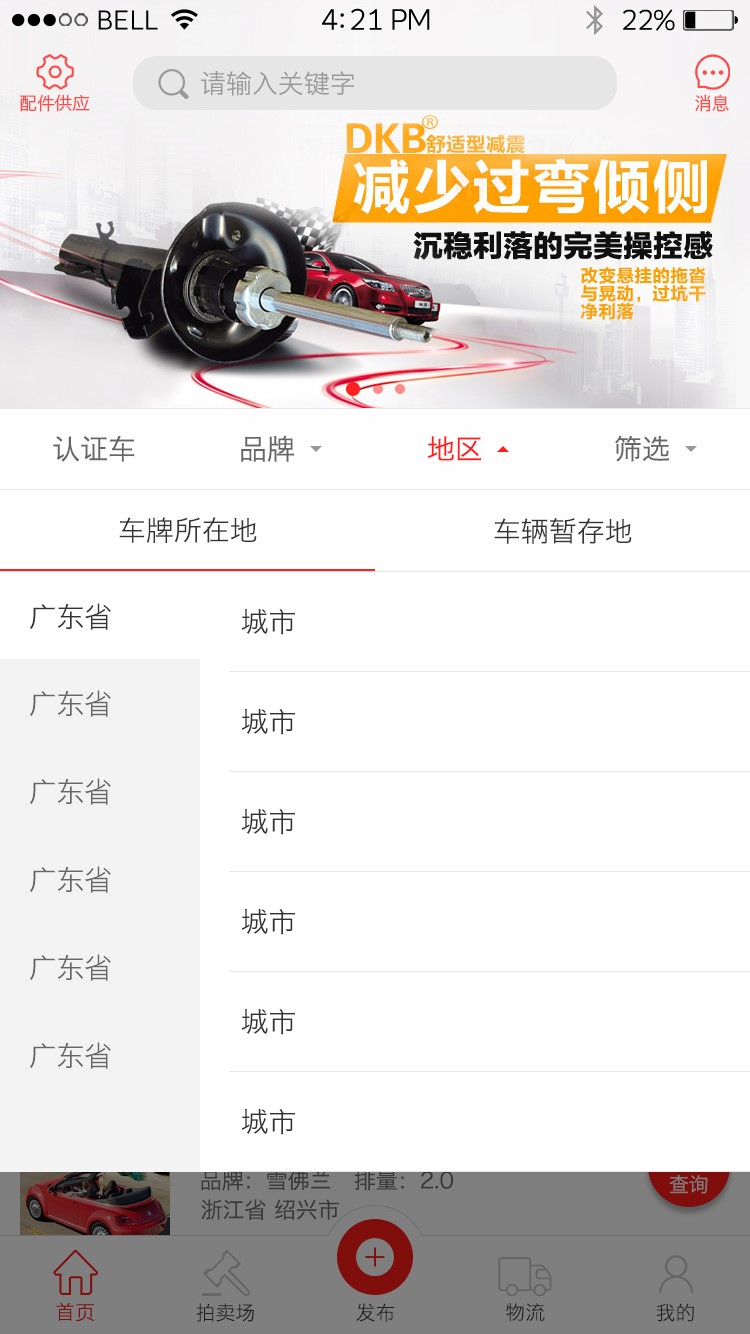 BELL 4:21 PM 22%
配件供应 请输入关键字 消息
DKB®舒适型减震
减少过弯倾侧
沉稳利落的完美操控感
改变悬挂的拖沓
与晃动，过坑干
净利落
认证车 品牌 地区 筛选
车牌所在地 车辆暂存地
广东省 城市
广东省 城市
广东省 城市
广东省 城市
广东省 城市
广东省 城市
品牌：雪佛兰 排量：2.0
查询
浙江省 绍兴市
首页 拍卖场 发布 物流 我的